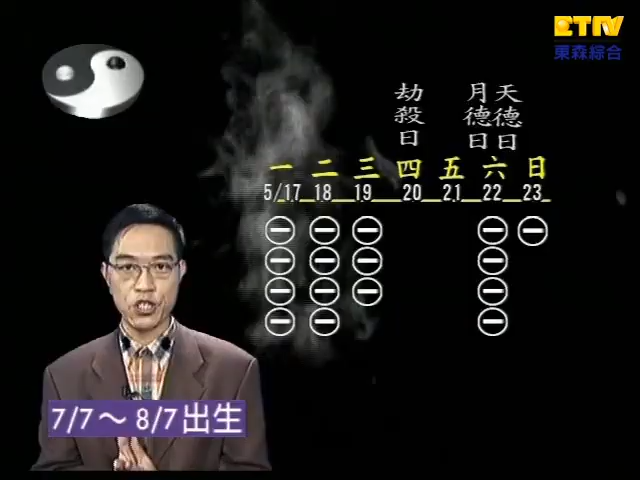 ETTV
東森綜合
劫殺日
月德日
天德日
一 二 三 四 五 六 日
5/17 18 19 20 21 22 23
7/7~8/7出生